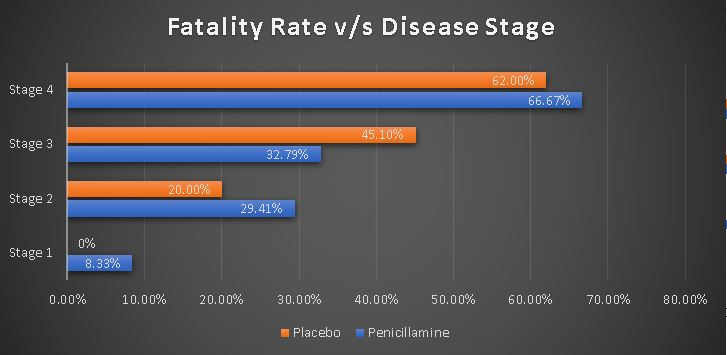 Fatality Rate v/s Disease Stage
Stage 4
62.00%
66.67%
Stage 3
45.10%
32.79%
Stage 2
20.00%
29.41%
Stage 1
0%
8.33%
0.00% 10.00% 20.00% 30.00% 40.00% 50.00% 60.00% 70.00% 80.00%
Placebo Penicillamine